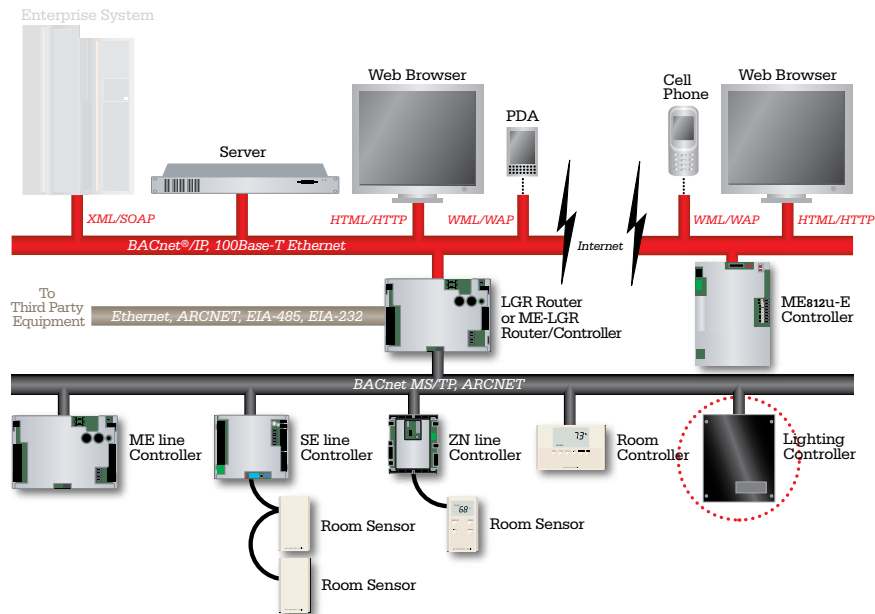 Enterprise System
Server
Web Browser
PDA
Cell
Phone
Web Browser
XML/SOAP
HTML/HTTP
WML/WAP
WML/WAP
HTML/HTTP
BACnet®/IP, 100Base-T Ethernet
Internet
To
Third Party
Equipment
Ethernet, ARCNET, EIA-485, EIA-232
LGR Router
or ME-LGR
Router/Controller
ME812u-E
Controller
BACnet MS/TP, ARCNET
ME line
Controller
SE line
Controller
ZN line
Controller
73°
Room
Controller
Lighting
Controller
Room Sensor
68°
Room Sensor
Room Sensor